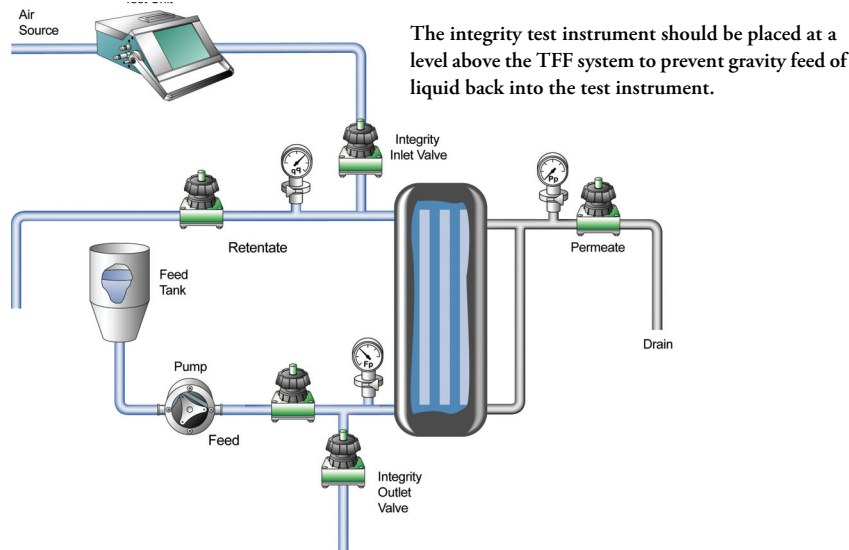 Air
Source
The integrity test instrument should be placed at a
level above the TFF system to prevent gravity feed of
liquid back into the test instrument.
Integrity
Inlet Valve
Pp
Retentate
Permeate
Feed
Tank
Drain
Pump
Fp
Feed
Integrity
Outlet
Valve